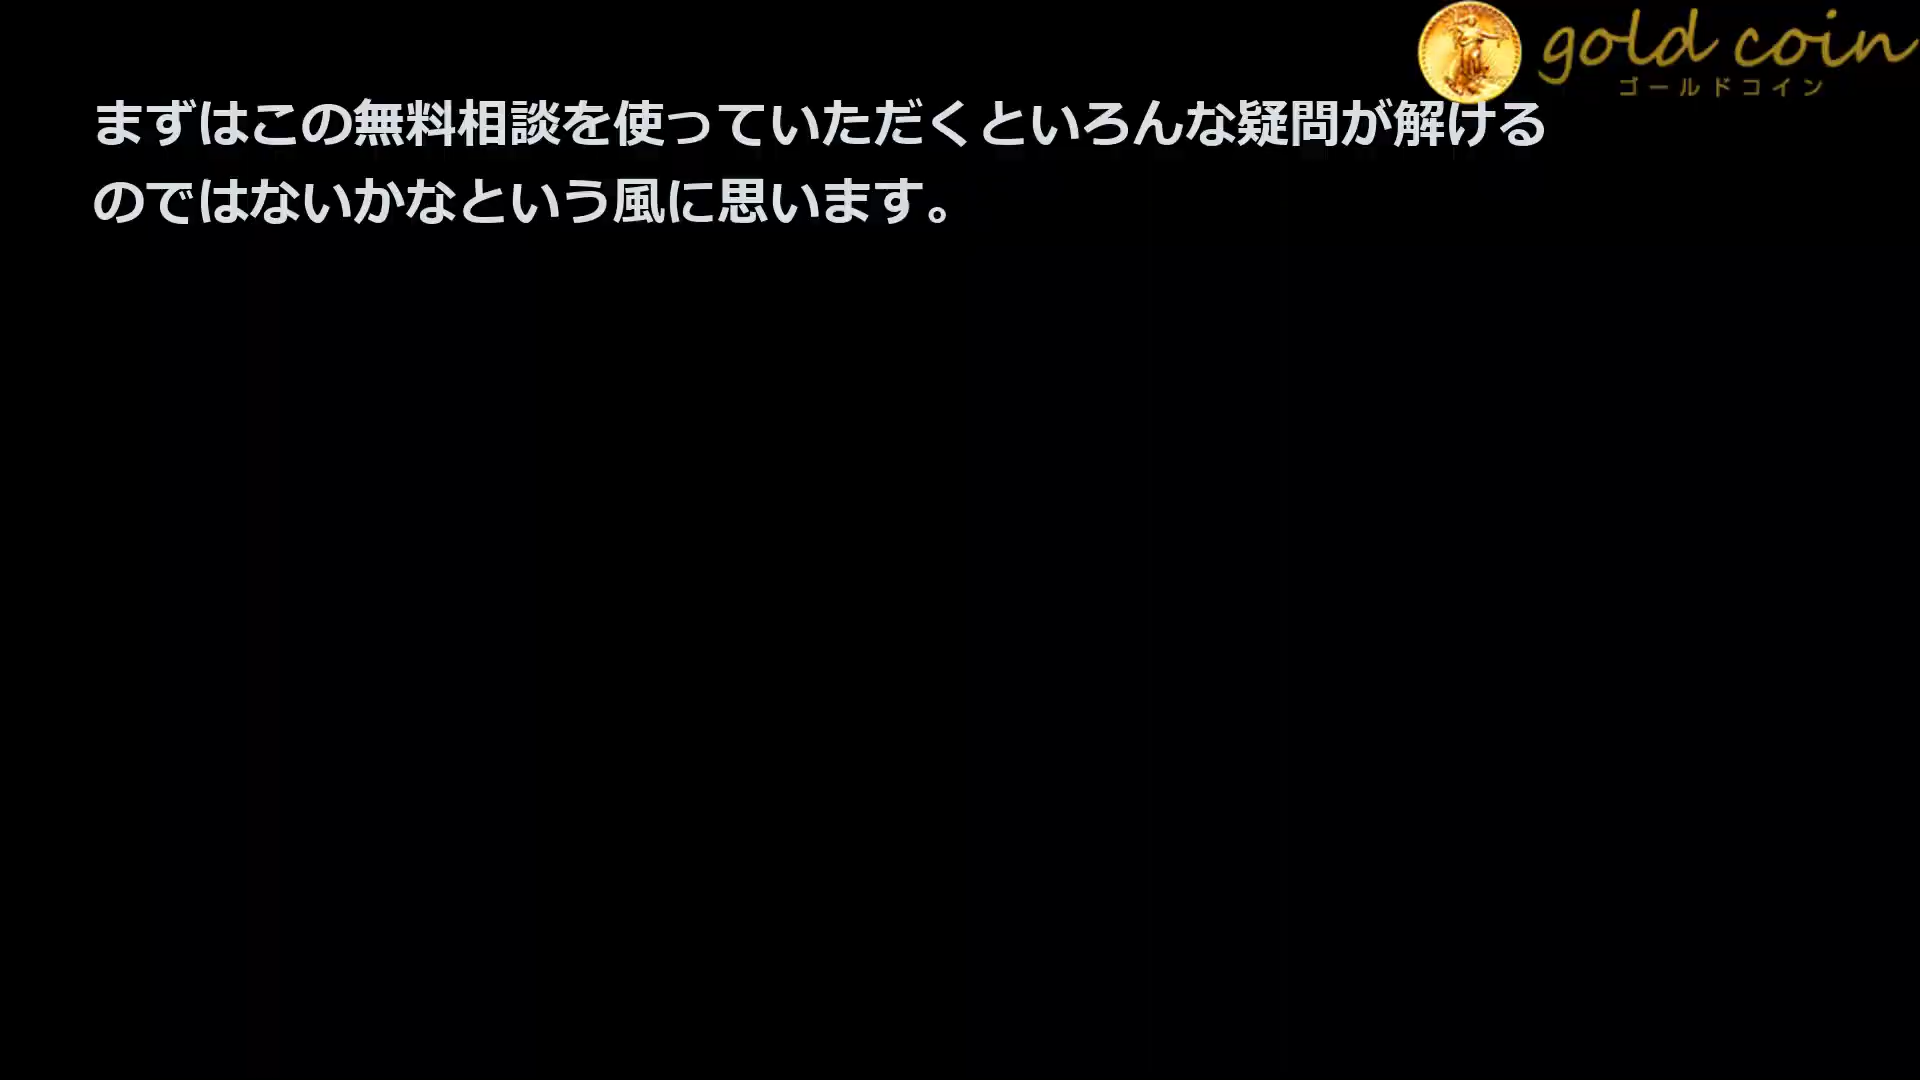 gold coin
ゴールドコイン
まずはこの無料相談を使っていただくといろんな疑問が解ける
のではないかなという風に思います。